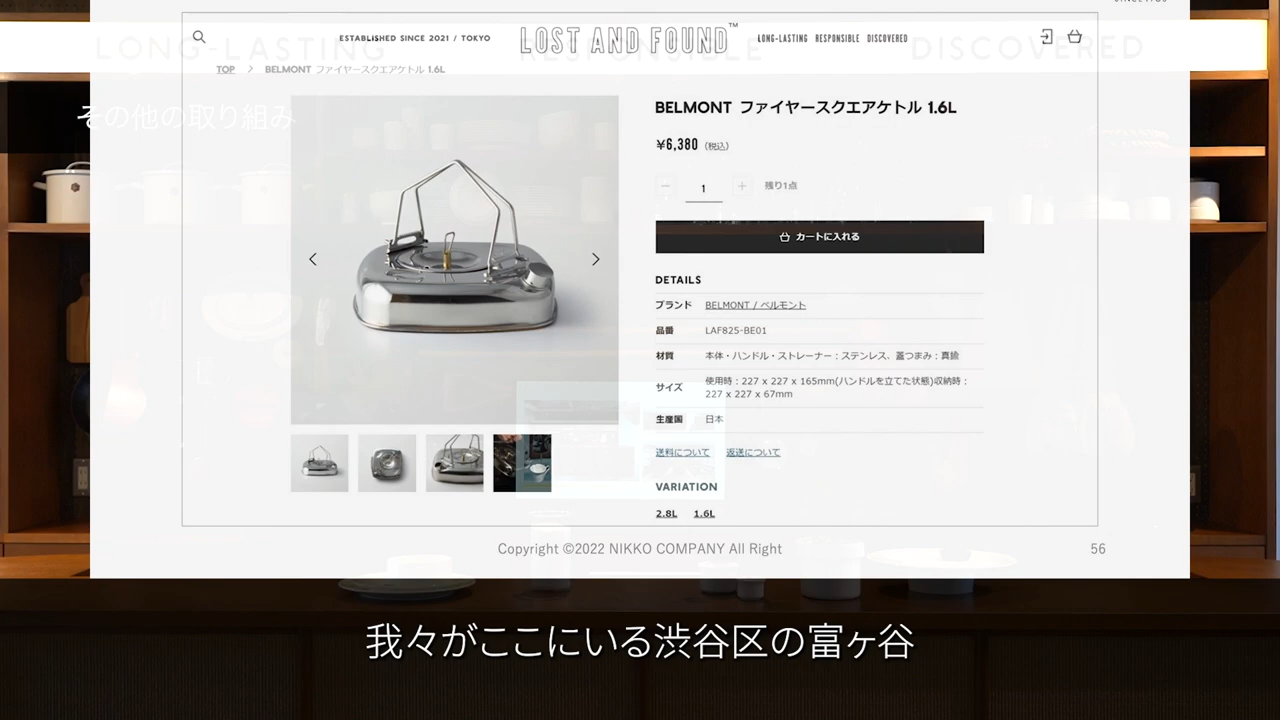 ESTABLISHED SINCE 2021 / TOKYO
LOST AND FOUND™
LONG-LASTING RESPONSIBLE DISCOVERED
LONG-LASTING
RESPONSIBLE
DISCOVERED
TOP > BELMONT ファイヤースクエアケトル 1.6L
その他の取り組み
BELMONT ファイヤースクエアケトル 1.6L
¥6,380 (税込)
− 1 + 残り1点
カートに入れる
DETAILS
ブランド BELMONT / ベルモント
品番 LAF825-BE01
材質 本体・ハンドル・ストレーナー:ステンレス、蓋つまみ:真鍮
サイズ 使用時:227 x 227 x 165mm(ハンドルを立てた状態)収納時:
227 x 227 x 67mm
生産国 日本
送料について 返送について
VARIATION
2.8L 1.6L
Copyright ©2022 NIKKO COMPANY All Right
56
我々がここにいる渋谷区の富ヶ谷